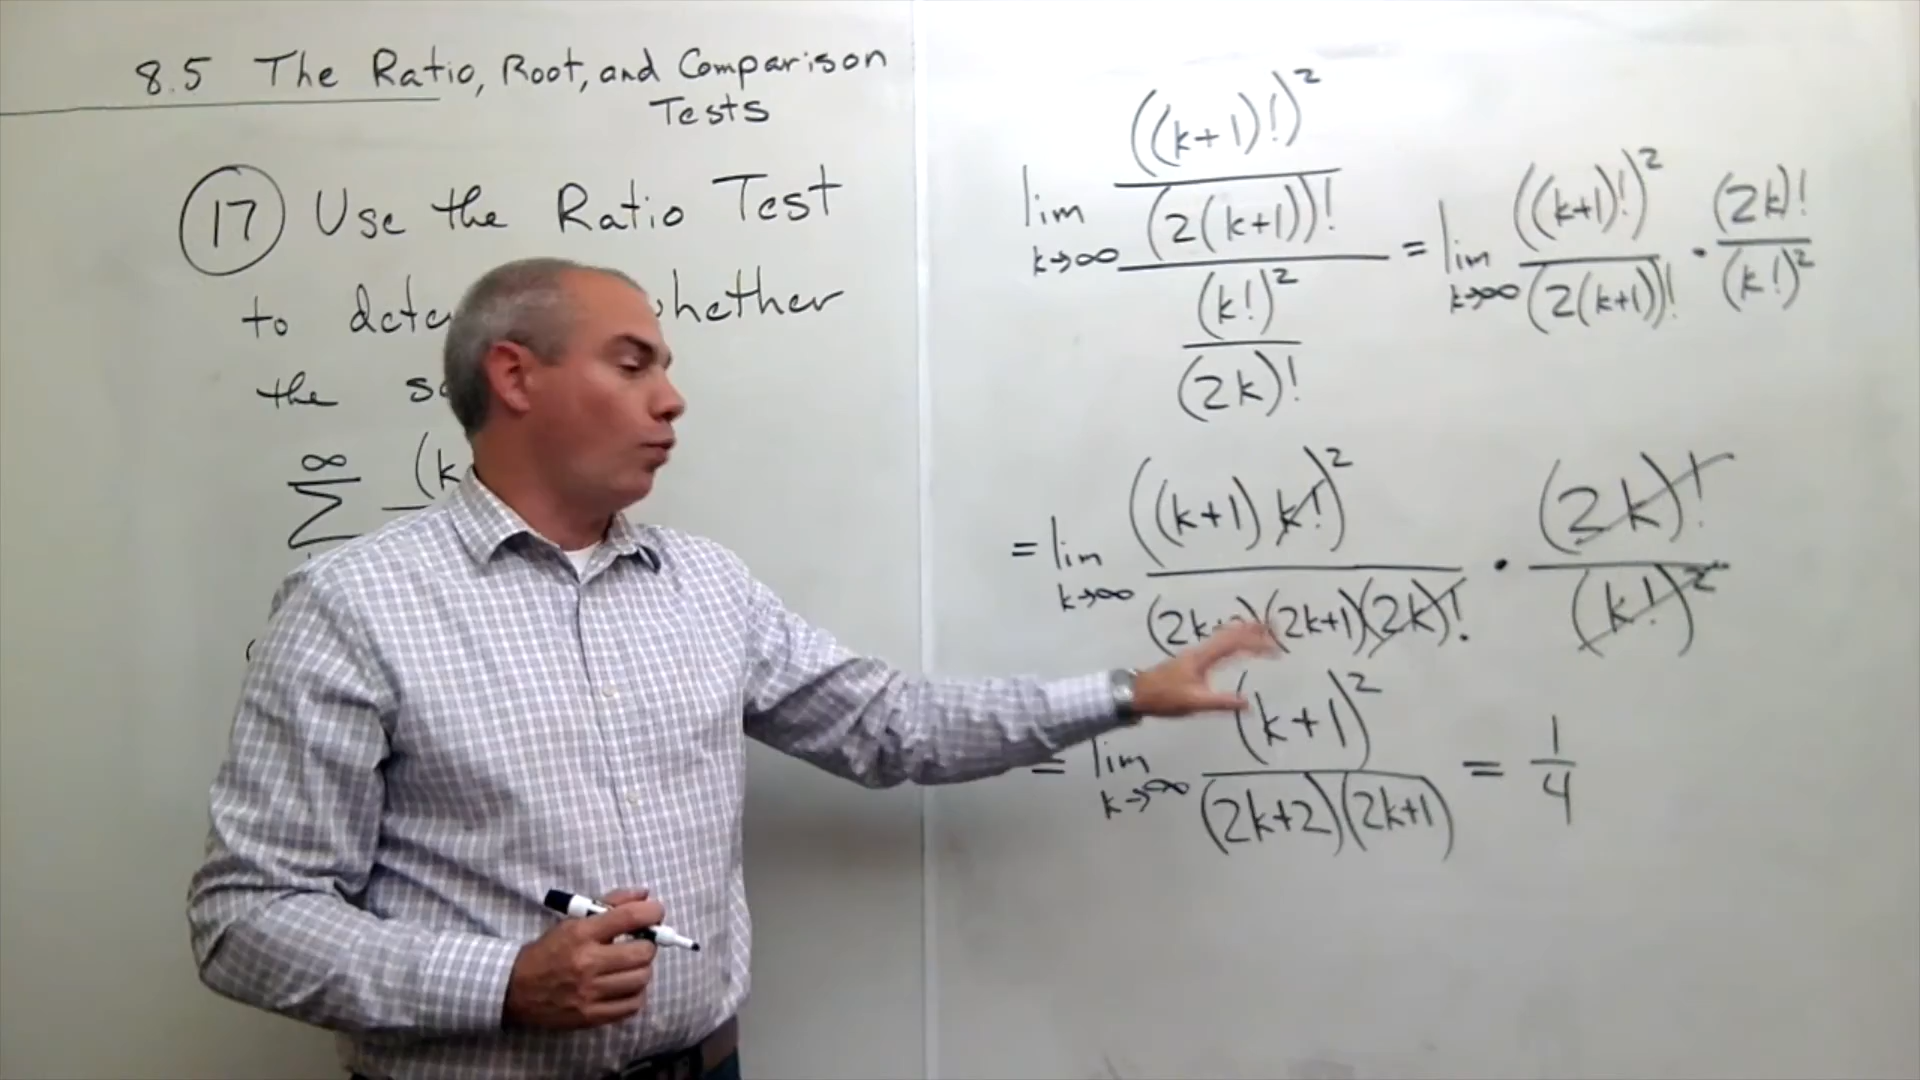 8.5 The Ratio, Root, and Comparison
Tests
17 Use the Ratio Test
to
the
∞
Σ (k
lim k→∞ (((k+1)!)² / (2(k+1))!) / ((k!)² / (2k)!) = lim k→∞ ((k+1)!)² / (2(k+1))! · (2k)! / (k!)²
= lim k→∞ ((k+1) k!)² / (2k+2)(2k+1)(2k)! · (2k)! / (k!)²
= lim k→∞ (k+1)² / (2k+2)(2k+1) = 1/4